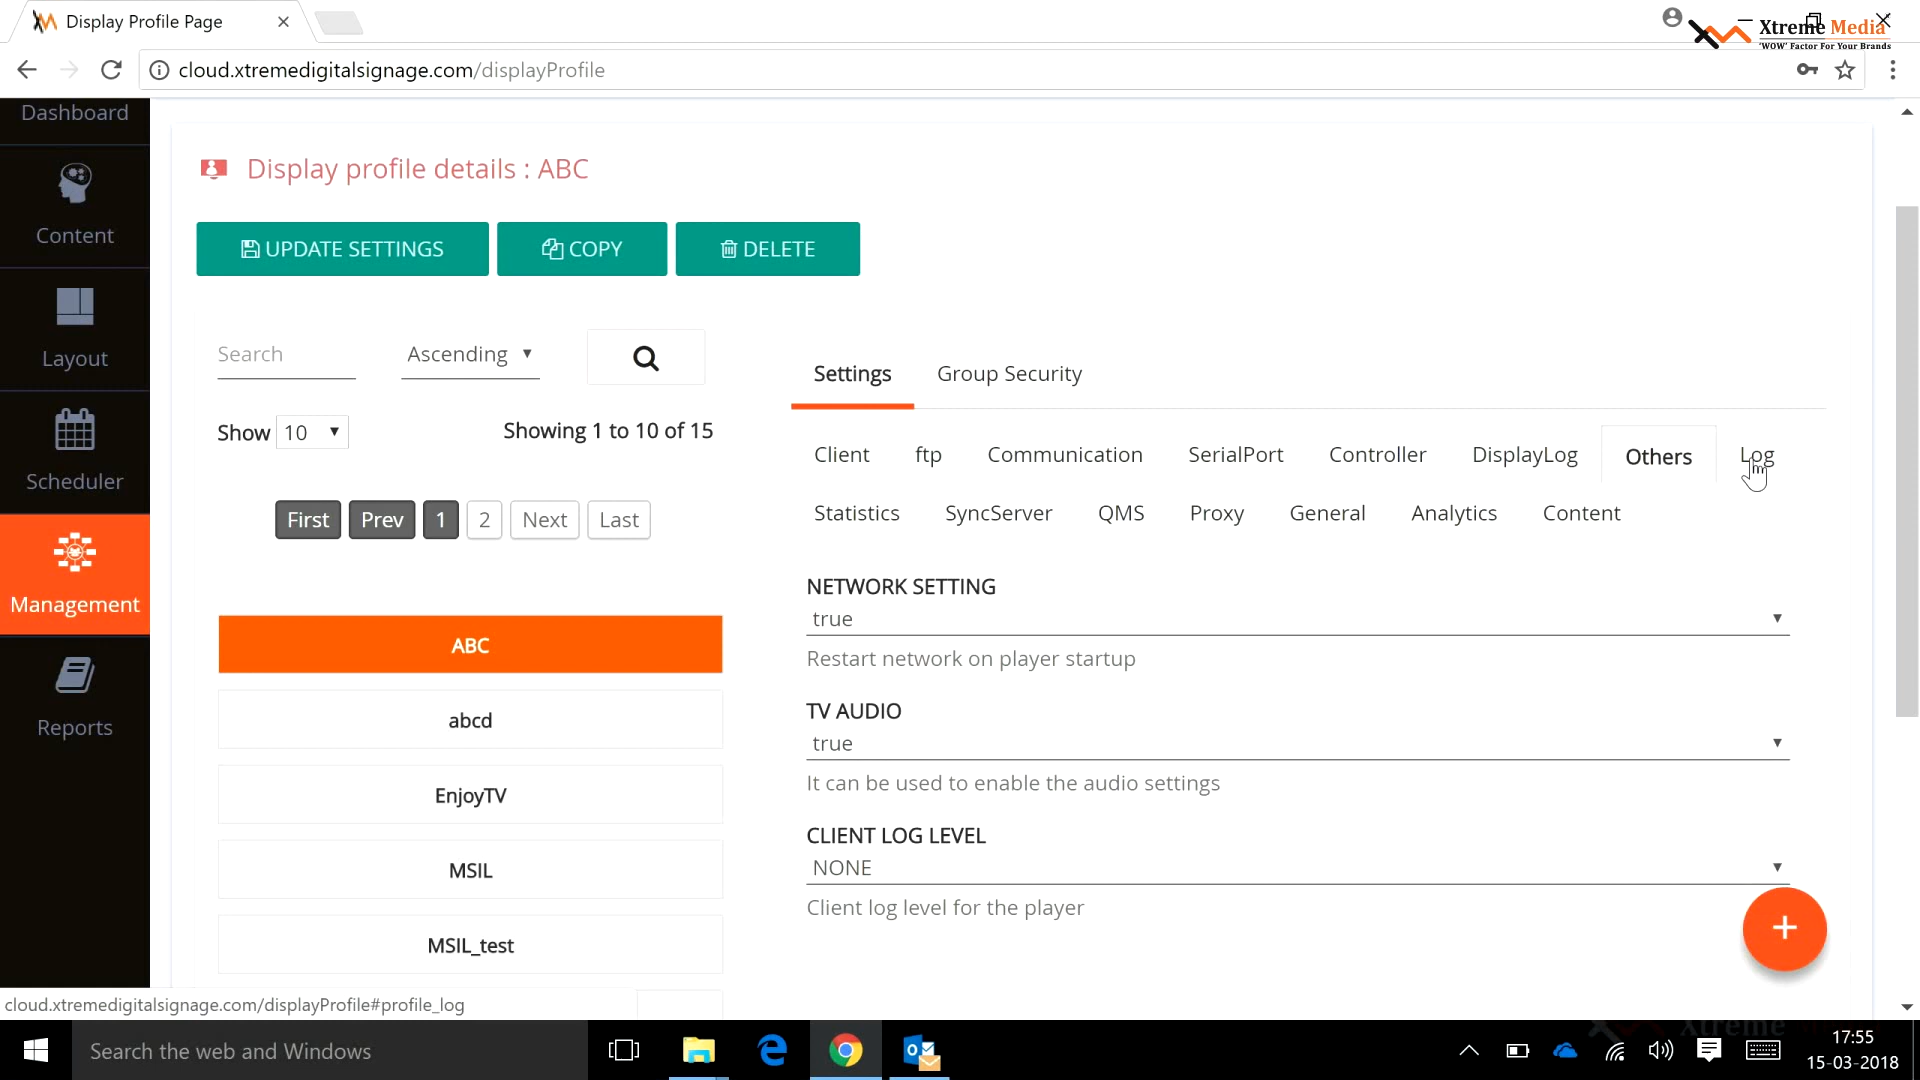 Display Profile Page
Xtreme Media
'WOW' Factor For Your Brands
cloud.xtremedigitalsignage.com/displayProfile
Dashboard
Content
Layout
Scheduler
Management
Reports
Display profile details : ABC
UPDATE SETTINGS
COPY
DELETE
Search
Ascending
Show 10
Showing 1 to 10 of 15
First Prev 1 2 Next Last
ABC
abcd
EnjoyTV
MSIL
MSIL_test
Settings Group Security
Client ftp Communication SerialPort Controller DisplayLog Others Log
Statistics SyncServer QMS Proxy General Analytics Content
NETWORK SETTING
true
Restart network on player startup
TV AUDIO
true
It can be used to enable the audio settings
CLIENT LOG LEVEL
NONE
Client log level for the player
+
cloud.xtremedigitalsignage.com/displayProfile#profile_log
Search the web and Windows
Xtreme
17:55
15-03-2018